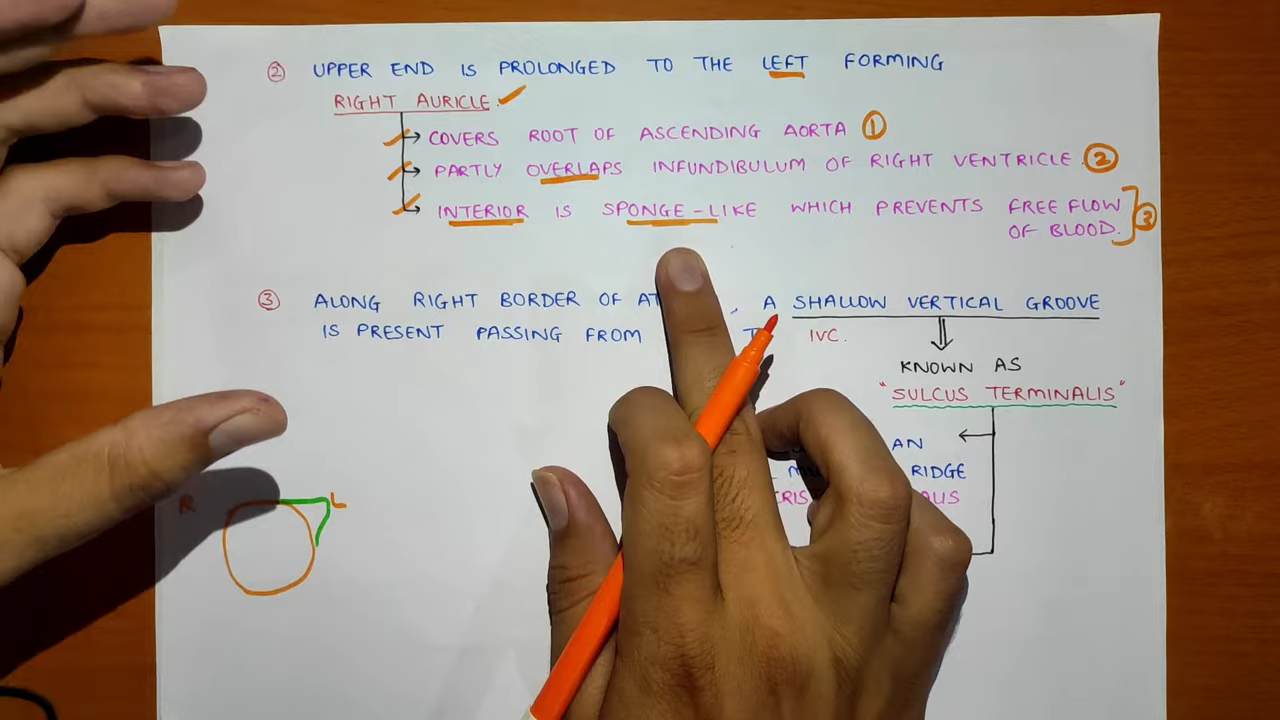 ② UPPER END IS PROLONGED TO THE LEFT FORMING
RIGHT AURICLE.
→ COVERS ROOT OF ASCENDING AORTA ①
→ PARTLY OVERLAPS INFUNDIBULUM OF RIGHT VENTRICLE. ②
→ INTERIOR IS SPONGE-LIKE WHICH PREVENTS FREE FLOW
OF BLOOD. ③
③ ALONG RIGHT BORDER OF , A SHALLOW VERTICAL GROOVE
IS PRESENT PASSING FROM IVC.
KNOWN AS
"SULCUS TERMINALIS"
AN
RIDGE
R L